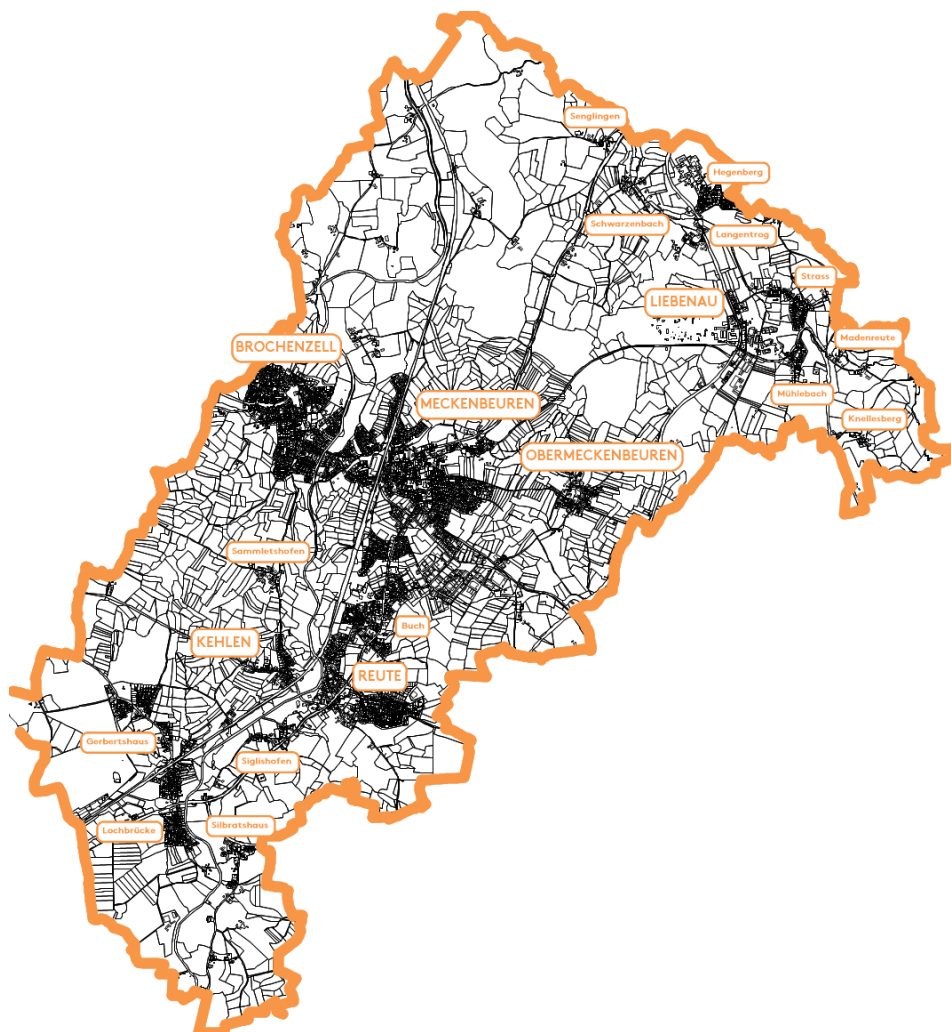 Senglingen
Hegenberg
Schwarzenbach
Langentrog
Strass
LIEBENAU
Madenreute
BROCHENZELL
Mühlebach
MECKENBEUREN
Knellesberg
OBERMECKENBEUREN
Sammletshofen
Buch
KEHLEN
REUTE
Gerbertshaus
Siglishofen
Lochbrücke
Silbratshaus